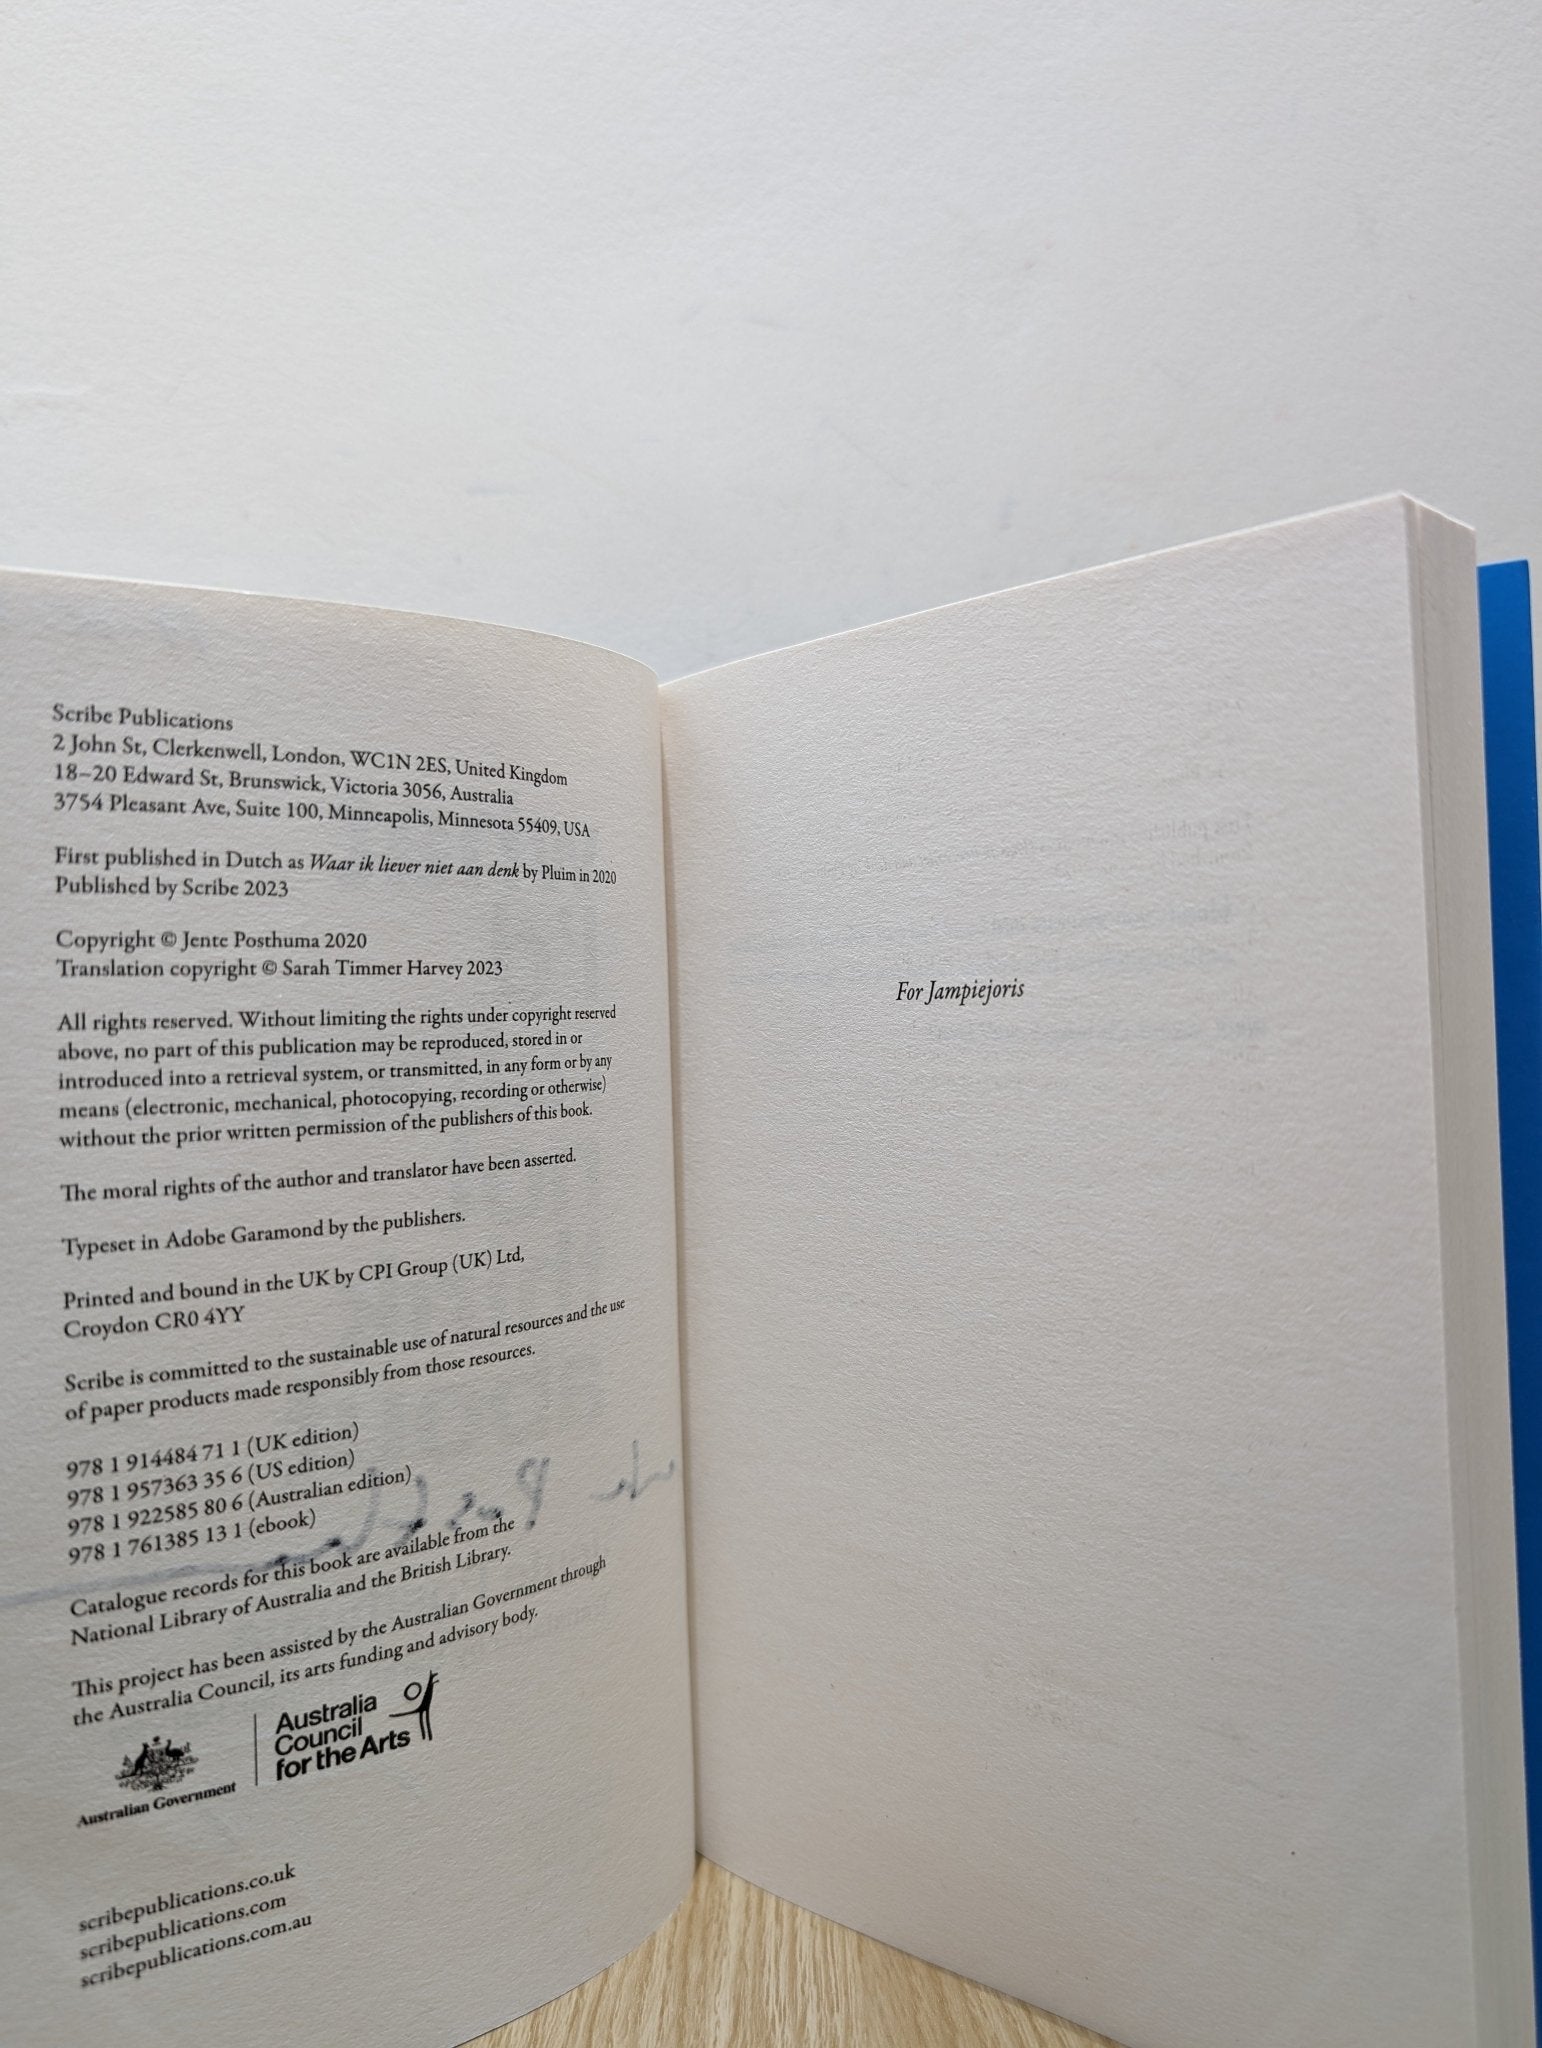 Scribe Publications
2 John St, Clerkenwell, London, WC1N 2ES, United Kingdom
18–20 Edward St, Brunswick, Victoria 3056, Australia
3754 Pleasant Ave, Suite 100, Minneapolis, Minnesota 55409, USA
First published in Dutch as Waar ik liever niet aan denk by Pluim in 2020
Published by Scribe 2023
Copyright © Jente Posthuma 2020
Translation copyright © Sarah Timmer Harvey 2023
All rights reserved. Without limiting the rights under copyright reserved
above, no part of this publication may be reproduced, stored in or
introduced into a retrieval system, or transmitted, in any form or by any
means (electronic, mechanical, photocopying, recording or otherwise)
without the prior written permission of the publishers of this book.
The moral rights of the author and translator have been asserted.
Typeset in Adobe Garamond by the publishers.
Printed and bound in the UK by CPI Group (UK) Ltd,
Croydon CR0 4YY
Scribe is committed to the sustainable use of natural resources and the use
of paper products made responsibly from those resources.
978 1 914484 71 1 (UK edition)
978 1 957363 35 6 (US edition)
978 1 922585 80 6 (Australian edition)
978 1 761385 13 1 (ebook)
Catalogue records for this book are available from the
National Library of Australia and the British Library.
This project has been assisted by the Australian Government through
the Australia Council, its arts funding and advisory body.
Australian Government
Australia
Council
for the Arts
scribepublications.co.uk
scribepublications.com
scribepublications.com.au
For Jampiejoris